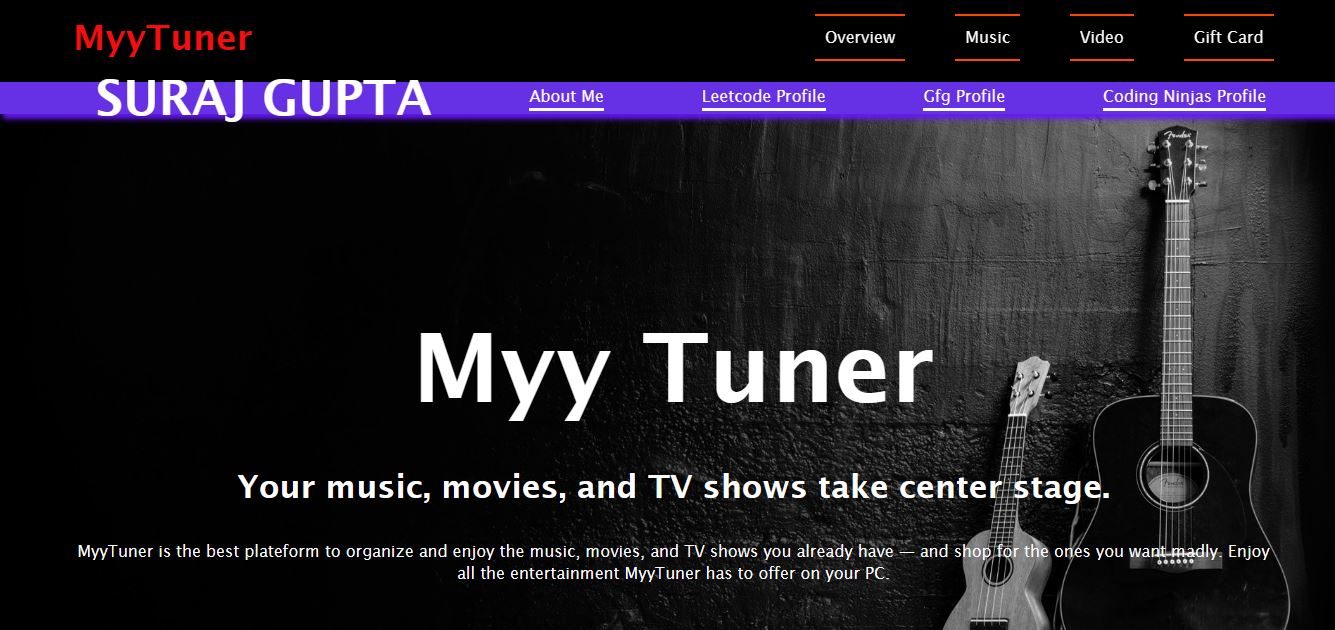 MyyTuner
Overview Music Video Gift Card
SURAJ GUPTA
About Me Leetcode Profile Gfg Profile Coding Ninjas Profile
Fender
Myy Tuner
Your music, movies, and TV shows take center stage.
Fender
MyyTuner is the best plateform to organize and enjoy the music, movies, and TV shows you already have — and shop for the ones you want madly. Enjoy
all the entertainment MyyTuner has to offer on your PC.